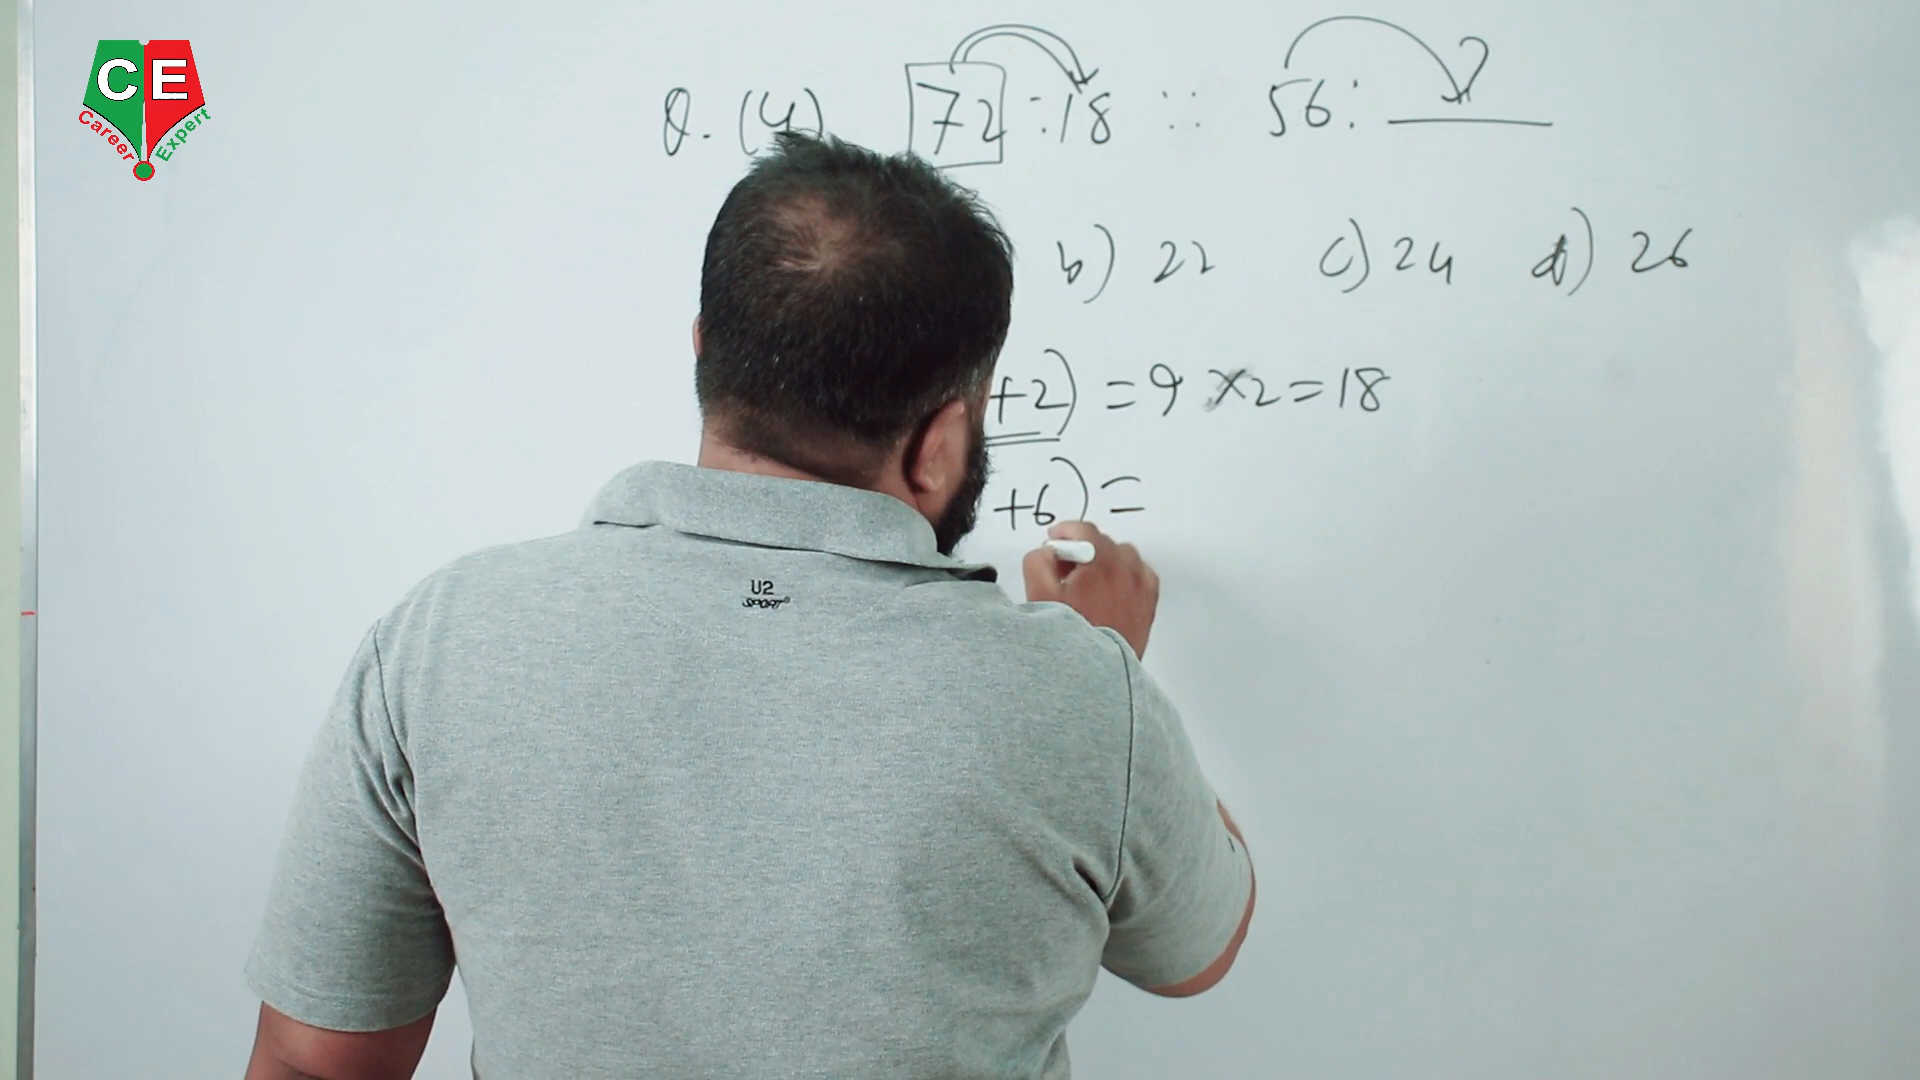 CE
Career Expert
Q. (4) 72 : 18 :: 56 : ____ ?
b) 22 c) 24 d) 26
+2) = 9 × 2 = 18
+6) =
U2
SPORT®